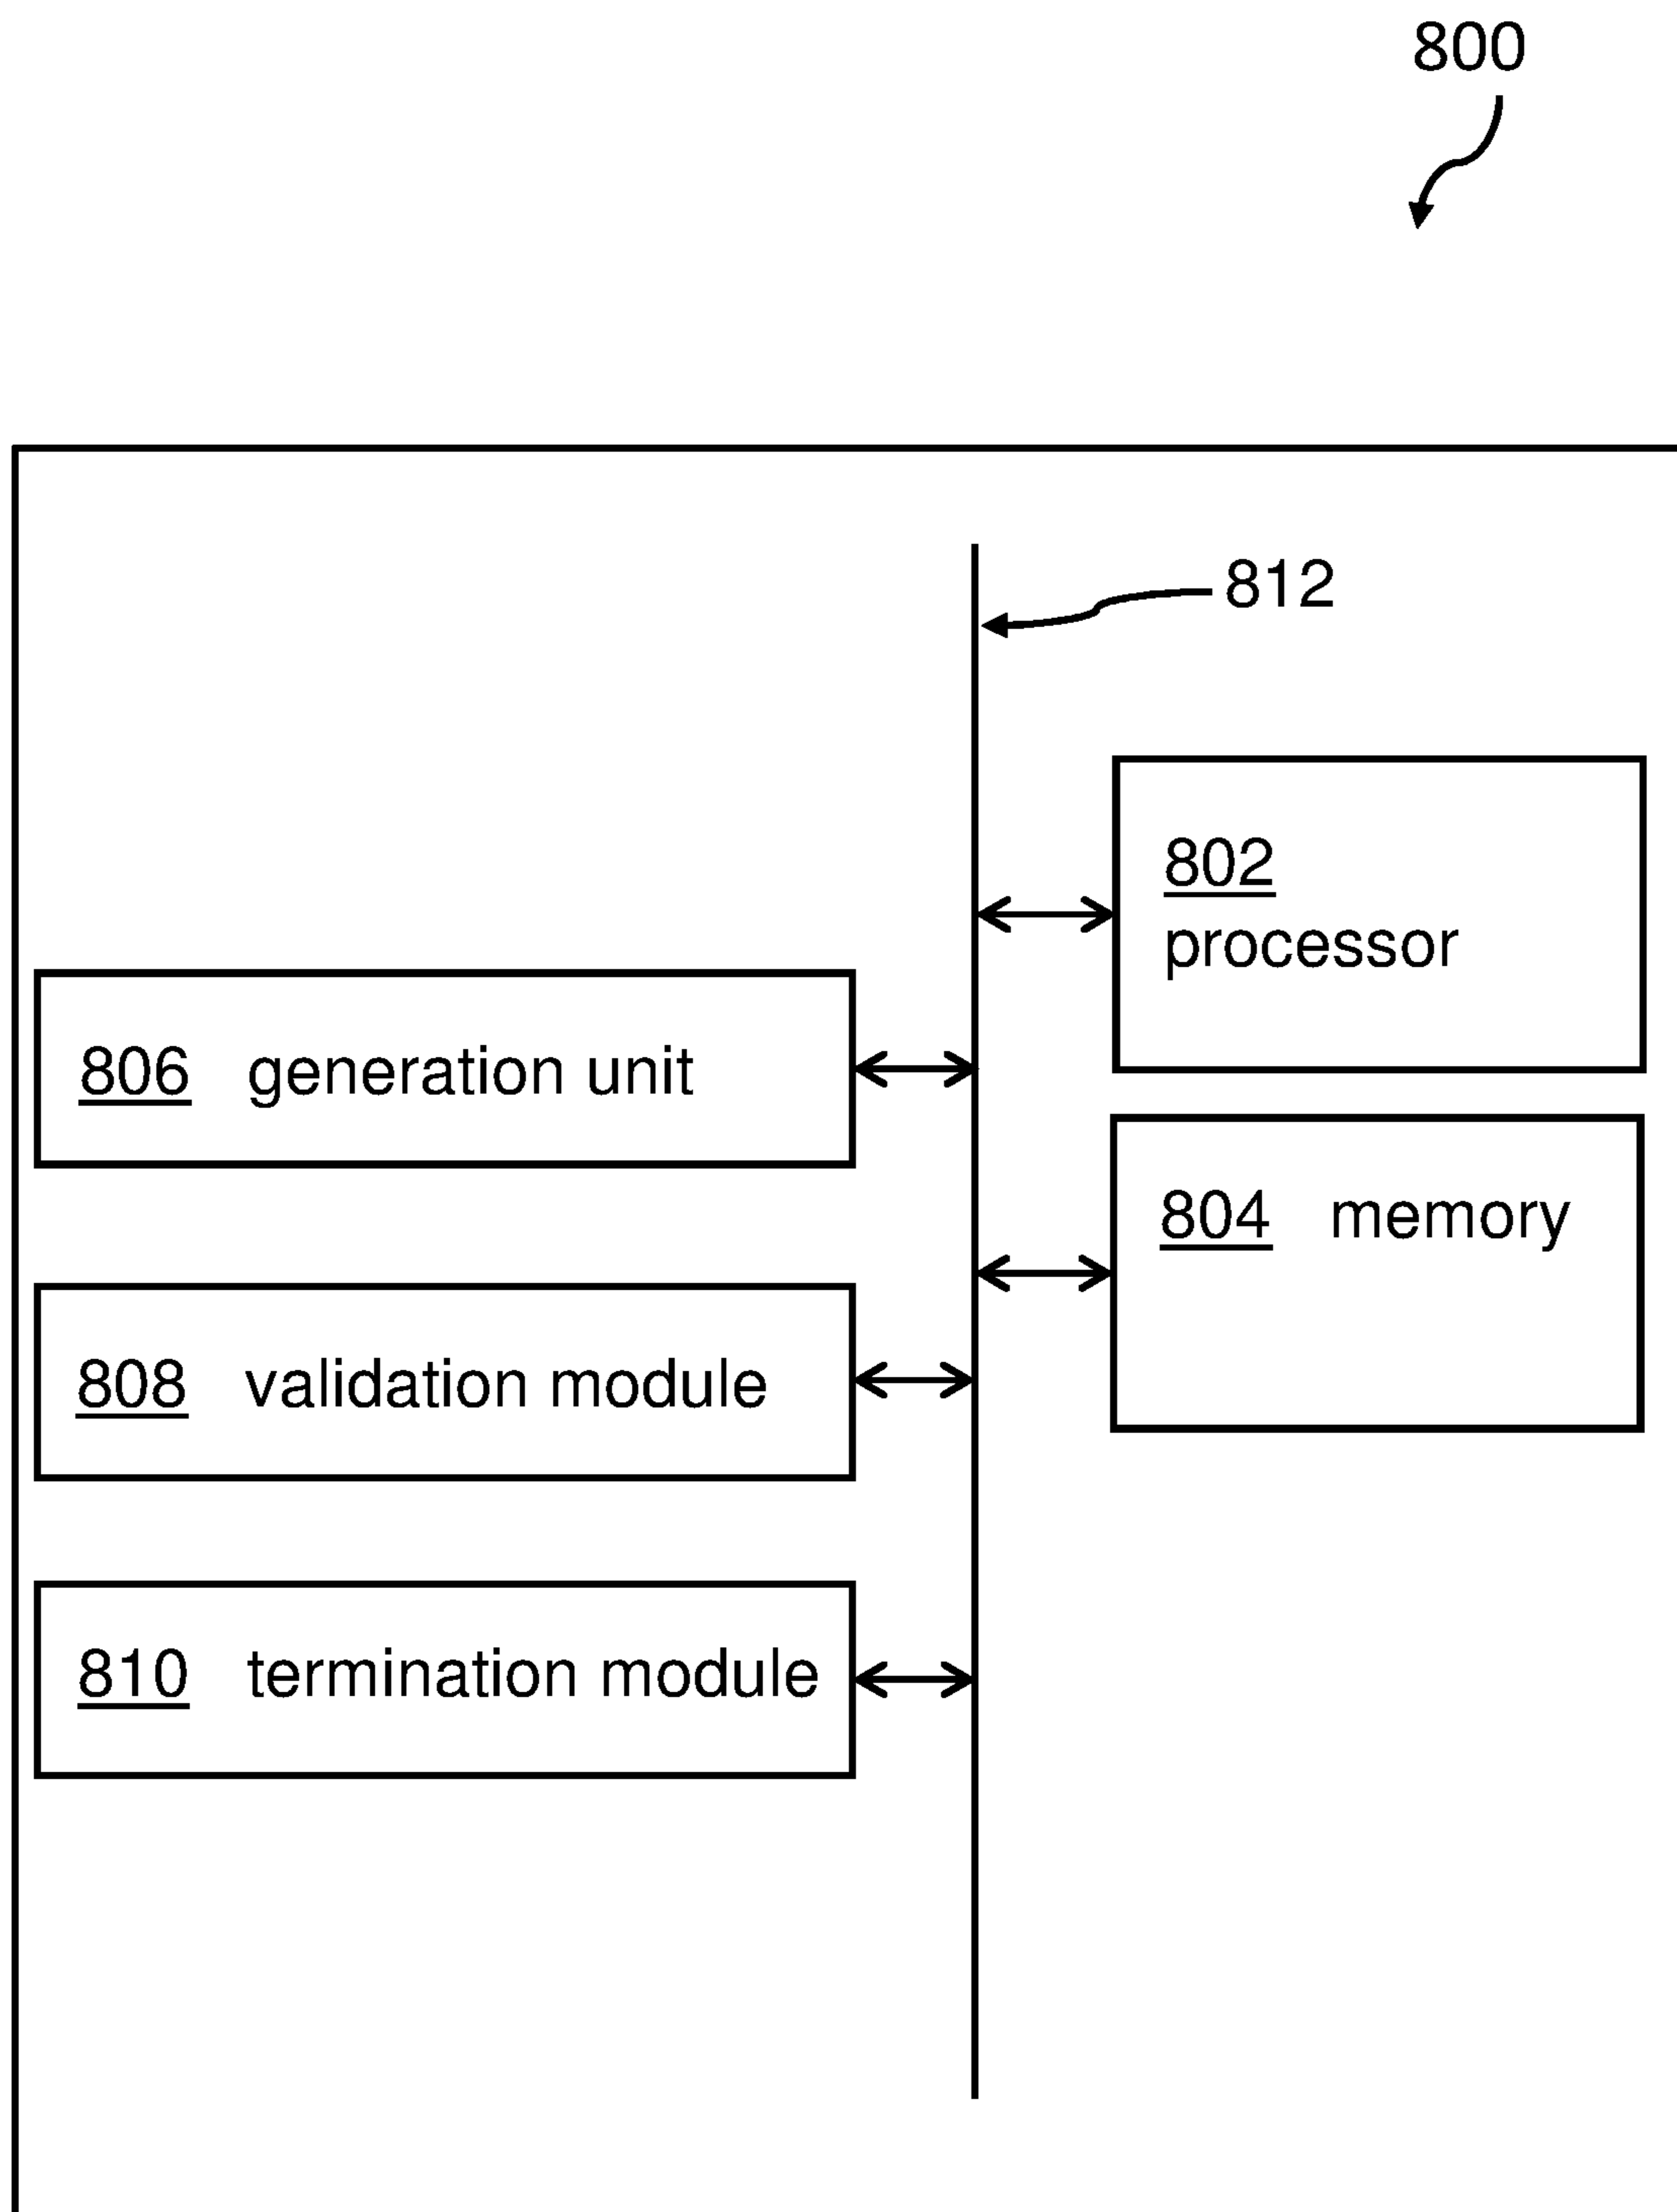 800
812
802
processor
806 generation unit
804 memory
808 validation module
810 termination module